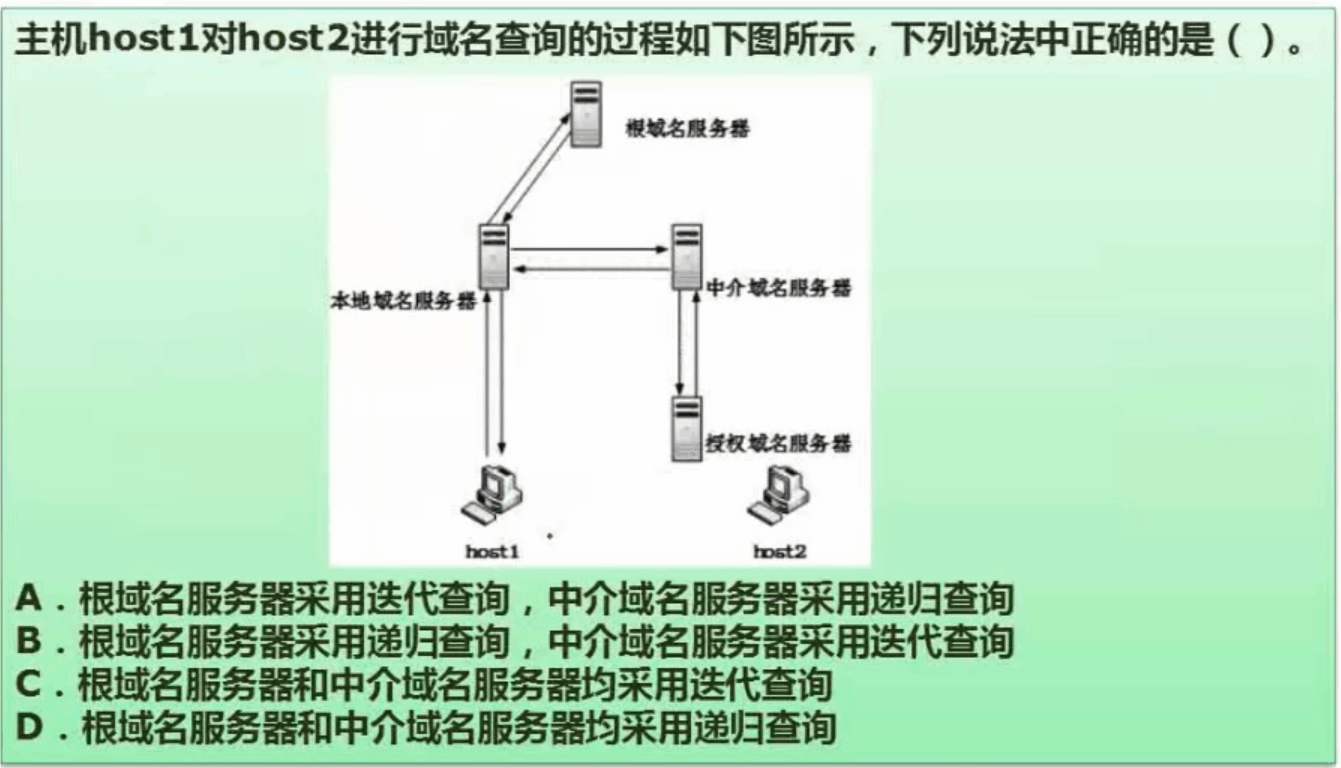 主机host1对host2进行域名查询的过程如下图所示，下列说法中正确的是（ ）。
根域名服务器
中介域名服务器
本地域名服务器
授权域名服务器
host1
host2
A．根域名服务器采用迭代查询，中介域名服务器采用递归查询
B．根域名服务器采用递归查询，中介域名服务器采用迭代查询
C．根域名服务器和中介域名服务器均采用迭代查询
D．根域名服务器和中介域名服务器均采用递归查询